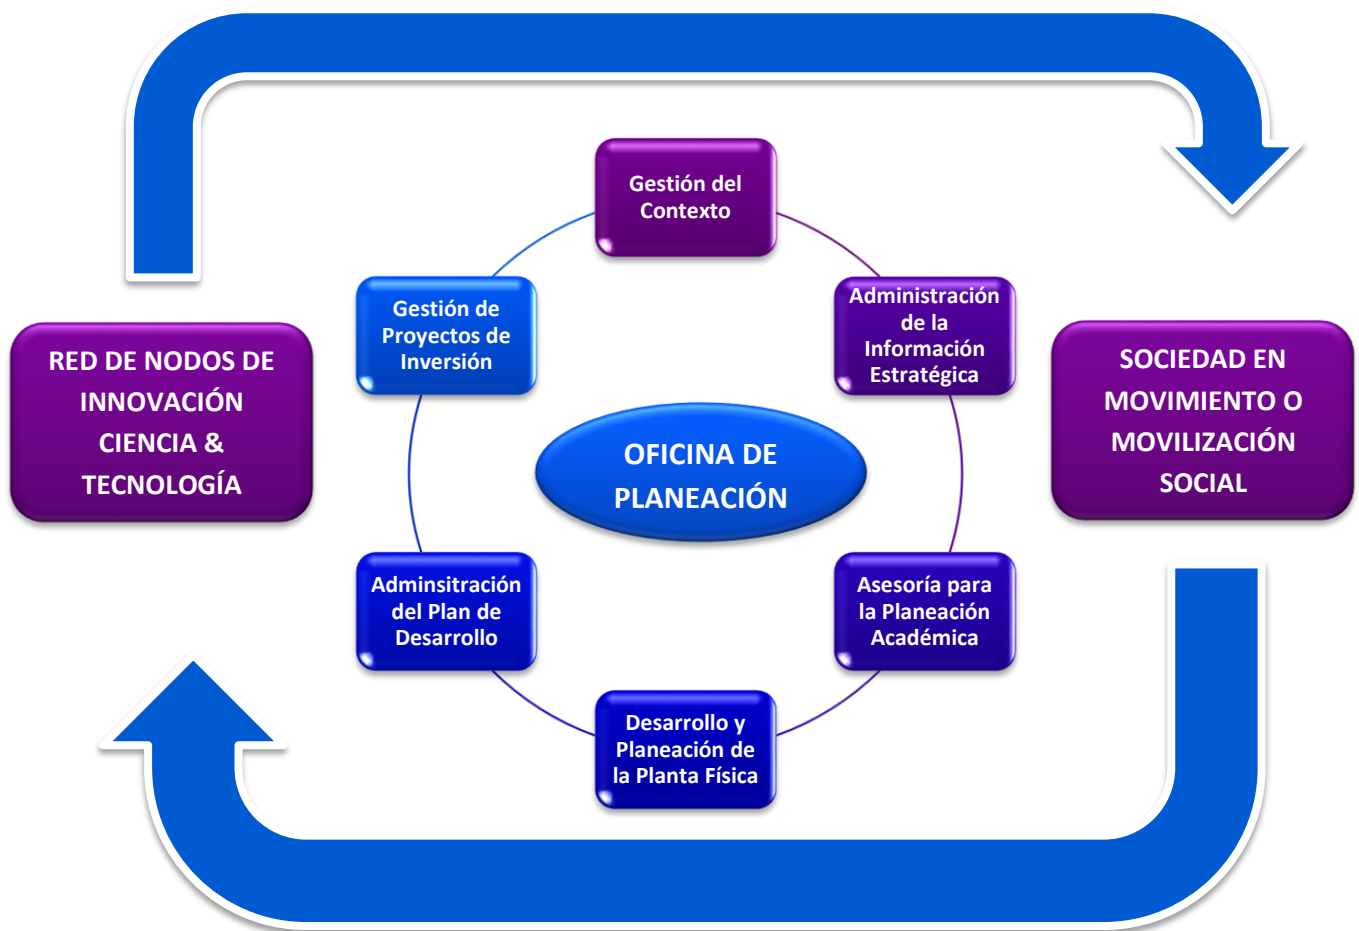 Gestión del
Contexto
Gestión de
Proyectos de
Inversión
Administración
de la
Información
Estratégica
RED DE NODOS DE
INNOVACIÓN
CIENCIA &
TECNOLOGÍA
SOCIEDAD EN
MOVIMIENTO O
MOVILIZACIÓN
SOCIAL
OFICINA DE
PLANEACIÓN
Adminsitración
del Plan de
Desarrollo
Asesoría para
la Planeación
Académica
Desarrollo y
Planeación de
la Planta Física